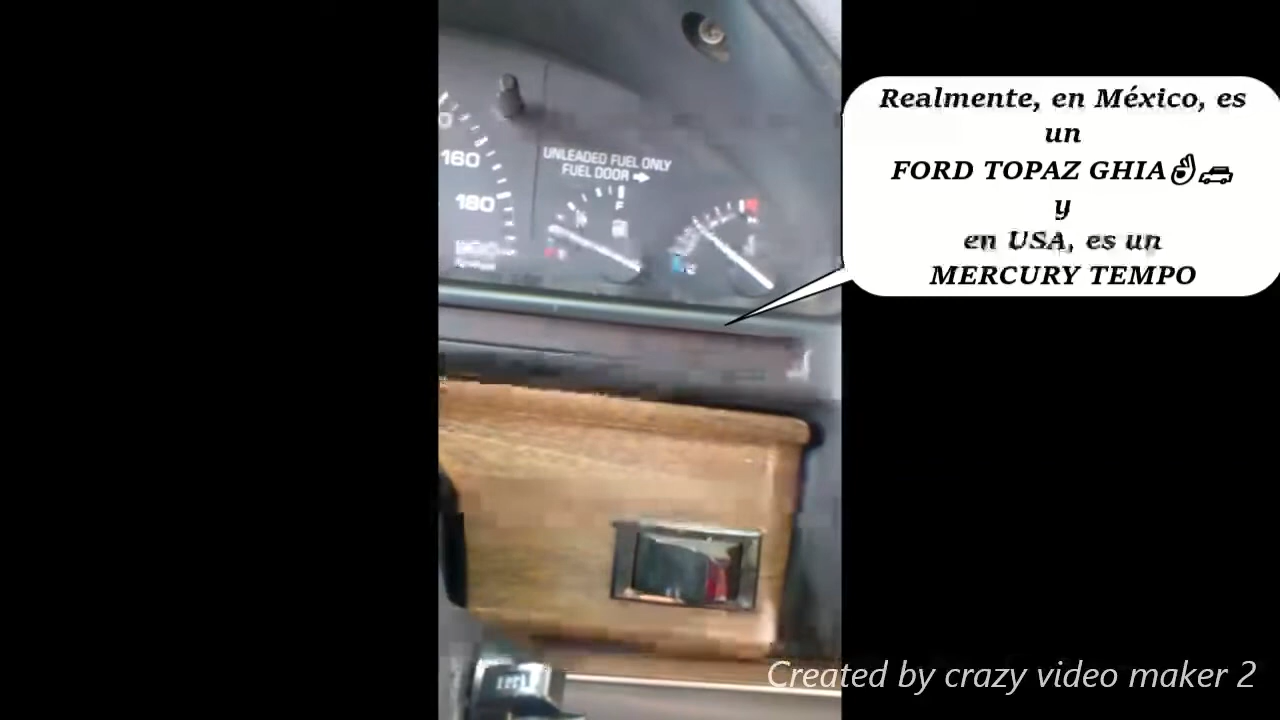 Realmente, en México, es
un
FORD TOPAZ GHIA👌🚗
y
en USA, es un
MERCURY TEMPO
160
180
UNLEADED FUEL ONLY
FUEL DOOR ➡
F
Created by crazy video maker 2